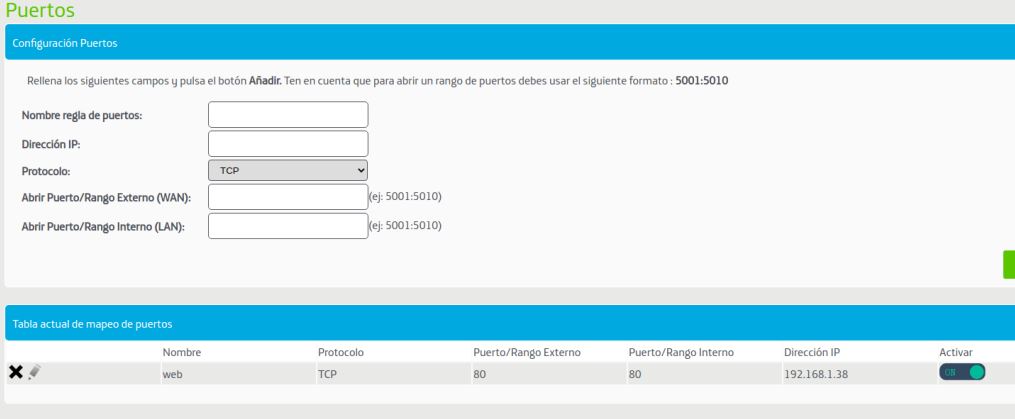 Puertos
Configuración Puertos
Rellena los siguientes campos y pulsa el botón Añadir. Ten en cuenta que para abrir un rango de puertos debes usar el siguiente formato : 5001:5010
Nombre regla de puertos:
Dirección IP:
Protocolo: TCP
Abrir Puerto/Rango Externo (WAN): (ej: 5001:5010)
Abrir Puerto/Rango Interno (LAN): (ej: 5001:5010)
Tabla actual de mapeo de puertos
Nombre Protocolo Puerto/Rango Externo Puerto/Rango Interno Dirección IP Activar
web TCP 80 80 192.168.1.38 ON